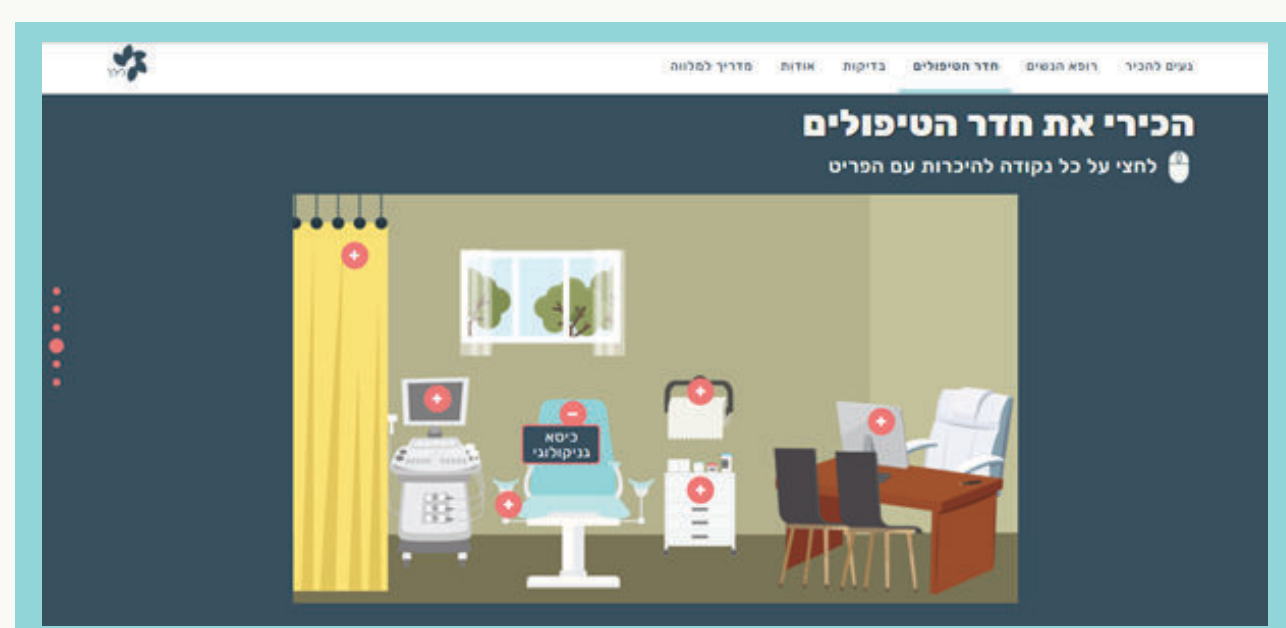 נעים להכיר רופא הנשים חדר הטיפולים בדיקות אודות מדריך למלווה
הכירי את חדר הטיפולים
לחצי על כל נקודה להיכרות עם הפריט
כיסא
גניקולוגי